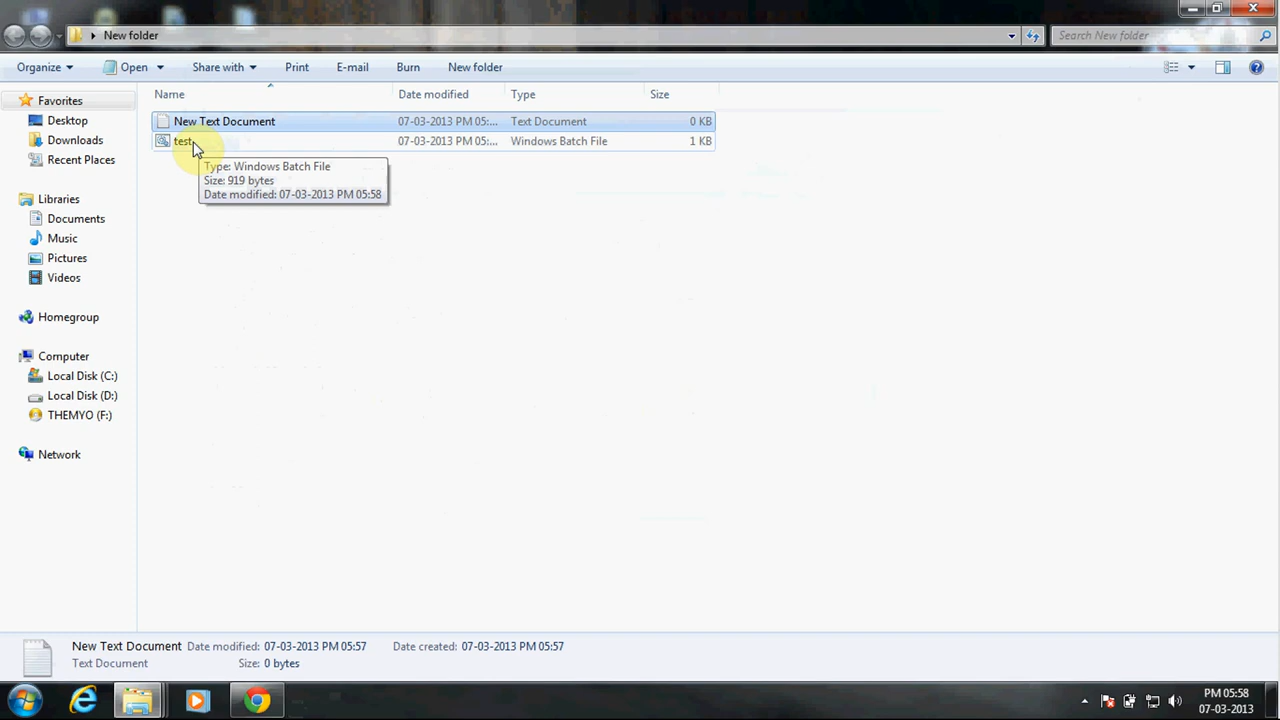 New folder
Search New folder
Organize Open Share with Print E-mail Burn New folder
Name Date modified Type Size
Favorites
Desktop
Downloads
Recent Places
Libraries
Documents
Music
Pictures
Videos
Homegroup
Computer
Local Disk (C:)
Local Disk (D:)
THEMYO (F:)
Network
New Text Document 07-03-2013 PM 05:... Text Document 0 KB
test 07-03-2013 PM 05:... Windows Batch File 1 KB
Type: Windows Batch File
Size: 919 bytes
Date modified: 07-03-2013 PM 05:58
New Text Document Date modified: 07-03-2013 PM 05:57 Date created: 07-03-2013 PM 05:57
Text Document Size: 0 bytes
PM 05:58
07-03-2013